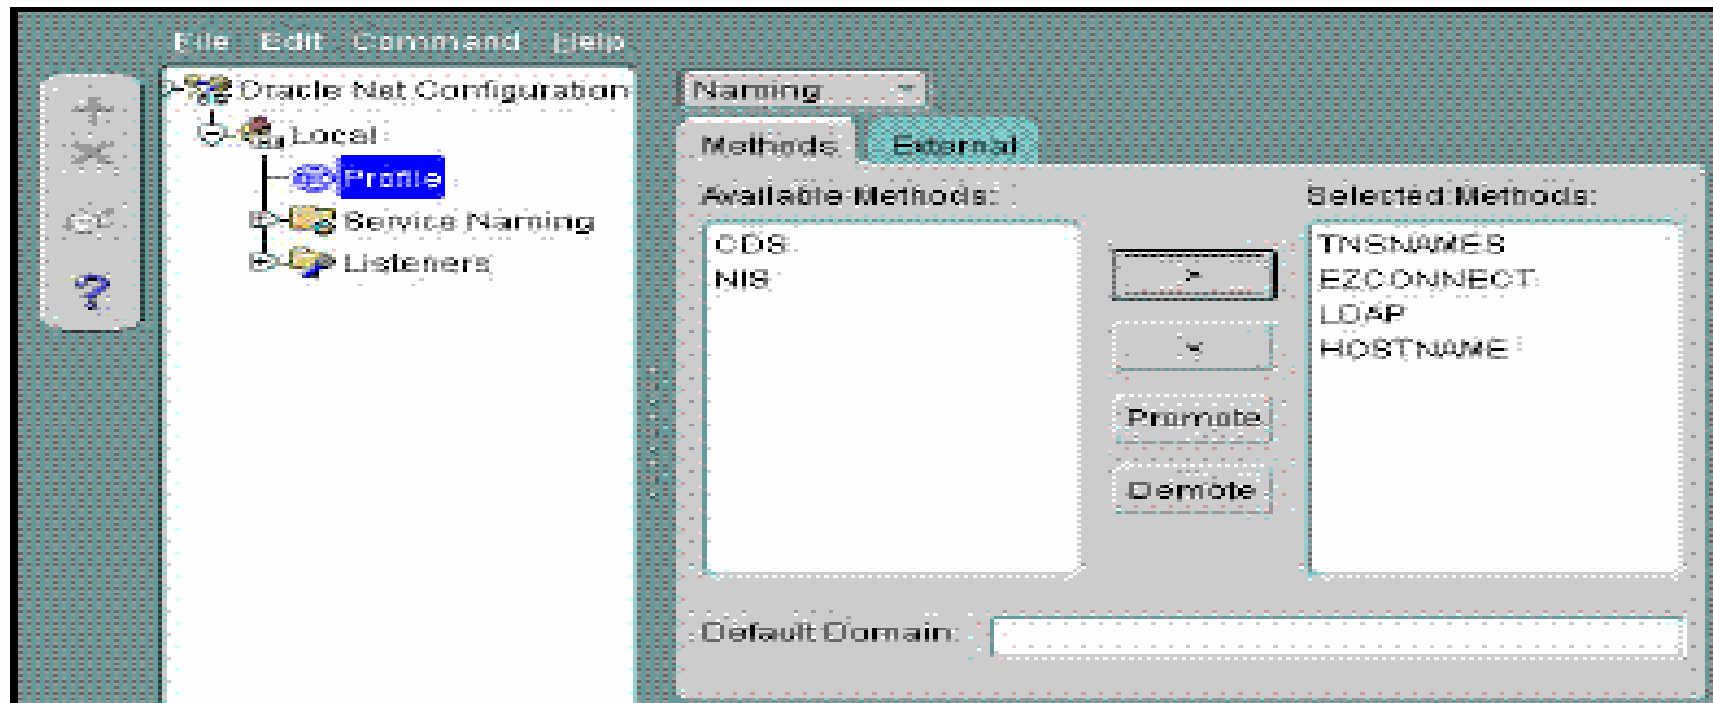 File Edit Command Help
Oracle Net Configuration
Local
Profile
Service Naming
Listeners
Naming
Methods External
Available Methods:
CDS
NIS
>
<
Promote
Demote
Selected Methods:
TNSNAMES
EZCONNECT
LDAP
HOSTNAME
Default Domain: